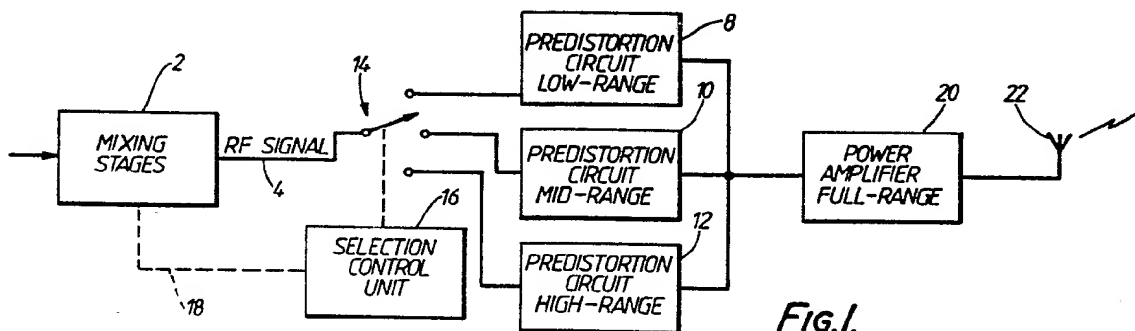 2
MIXING
STAGES
RF SIGNAL
4
14
16
SELECTION
CONTROL
UNIT
18
8
PREDISTORTION
CIRCUIT
LOW-RANGE
10
PREDISTORTION
CIRCUIT
MID-RANGE
12
PREDISTORTION
CIRCUIT
HIGH-RANGE
20
POWER
AMPLIFIER
FULL-RANGE
22
FIG.1.